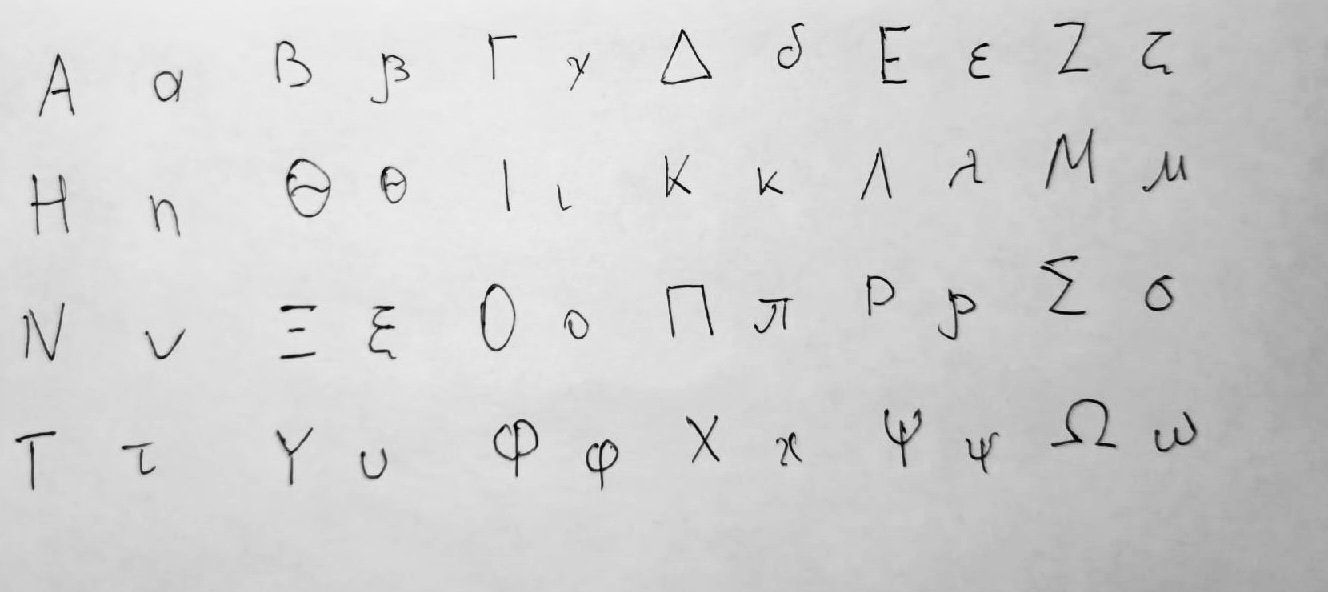 Α α Β β Γ γ Δ δ Ε ε Ζ ζ
Η η Θ θ Ι ι Κ κ Λ λ Μ μ
Ν ν Ξ ξ Ο ο Π π Ρ ρ Σ σ
Τ τ Υ υ Φ φ Χ χ Ψ ψ Ω ω